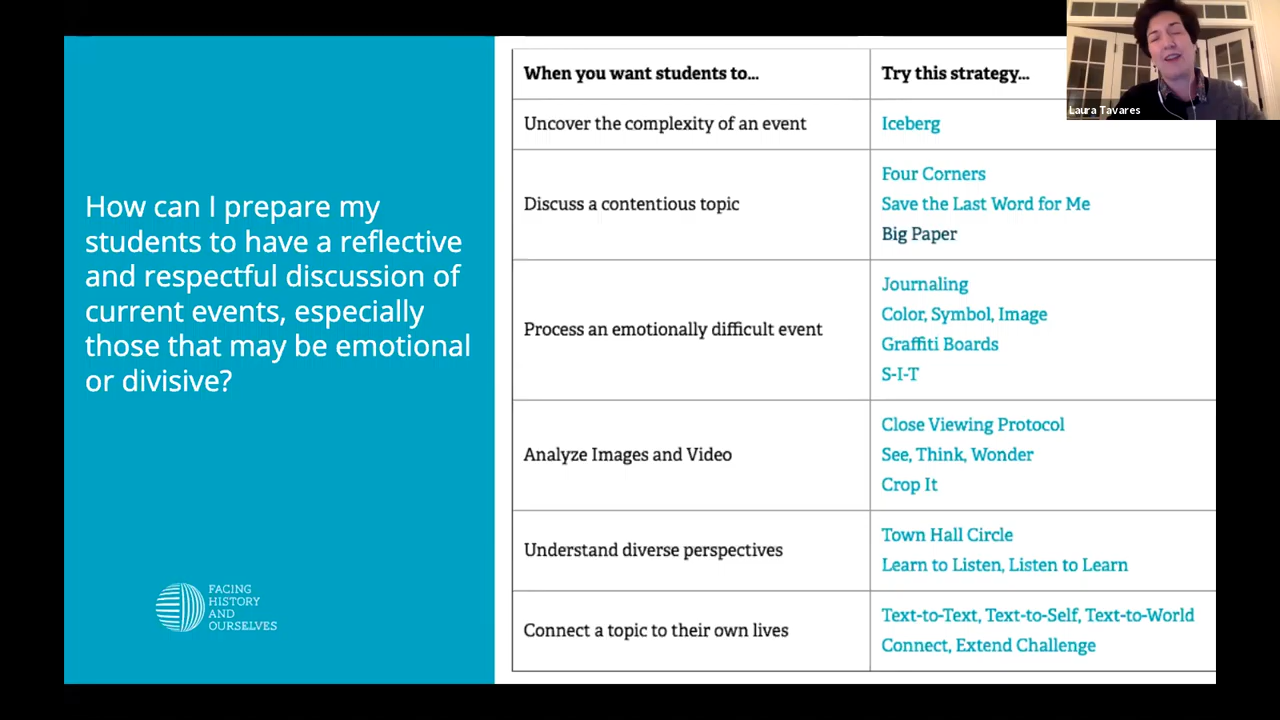 How can I prepare my
students to have a reflective
and respectful discussion of
current events, especially
those that may be emotional
or divisive?
FACING
HISTORY
AND
OURSELVES
When you want students to...
Try this strategy...
Uncover the complexity of an event
Iceberg
Discuss a contentious topic
Four Corners
Save the Last Word for Me
Big Paper
Process an emotionally difficult event
Journaling
Color, Symbol, Image
Graffiti Boards
S-I-T
Analyze Images and Video
Close Viewing Protocol
See, Think, Wonder
Crop It
Understand diverse perspectives
Town Hall Circle
Learn to Listen, Listen to Learn
Connect a topic to their own lives
Text-to-Text, Text-to-Self, Text-to-World
Connect, Extend Challenge
Laura Tavares